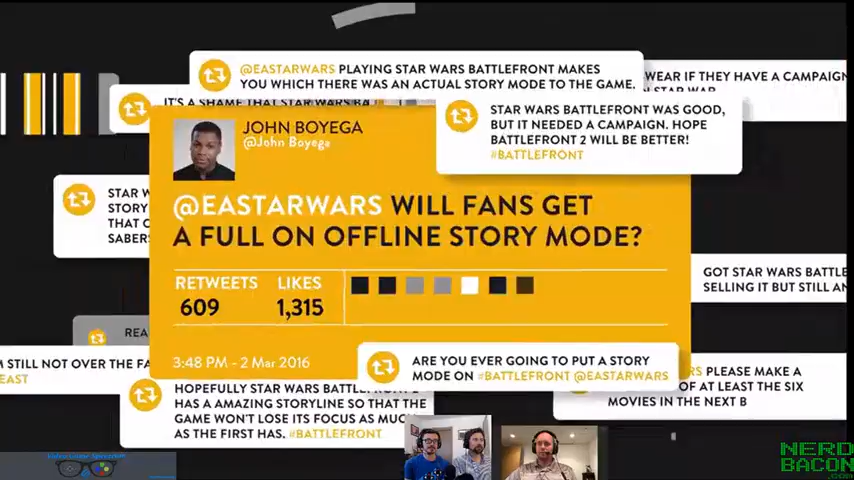 @EASTARWARS PLAYING STAR WARS BATTLEFRONT MAKES
YOU WHICH THERE WAS AN ACTUAL STORY MODE TO THE GAME.
WEAR IF THEY HAVE A CAMPAIGN
IT'S A SHAME THAT STAR WARS BA
STAR WARS BATTLEFRONT WAS GOOD,
BUT IT NEEDED A CAMPAIGN. HOPE
BATTLEFRONT 2 WILL BE BETTER!
#BATTLEFRONT
JOHN BOYEGA
@John Boyega
STAR W
STORY
THAT C
SABER
@EASTARWARS WILL FANS GET
A FULL ON OFFLINE STORY MODE?
GOT STAR WARS BATTLE
SELLING IT BUT STILL AN
RETWEETS LIKES
609 1,315
REA
3:48 PM - 2 Mar 2016
ARE YOU EVER GOING TO PUT A STORY
MODE ON #BATTLEFRONT @EASTARWARS
M STILL NOT OVER THE FA
EAST
RS PLEASE MAKE A
OF AT LEAST THE SIX
MOVIES IN THE NEXT B
HOPEFULLY STAR WARS BATTLEFRO
HAS A AMAZING STORYLINE SO THAT THE
GAME WON'T LOSE ITS FOCUS AS MUCH
AS THE FIRST HAS. #BATTLEFRONT
NERD
BACON
.COM